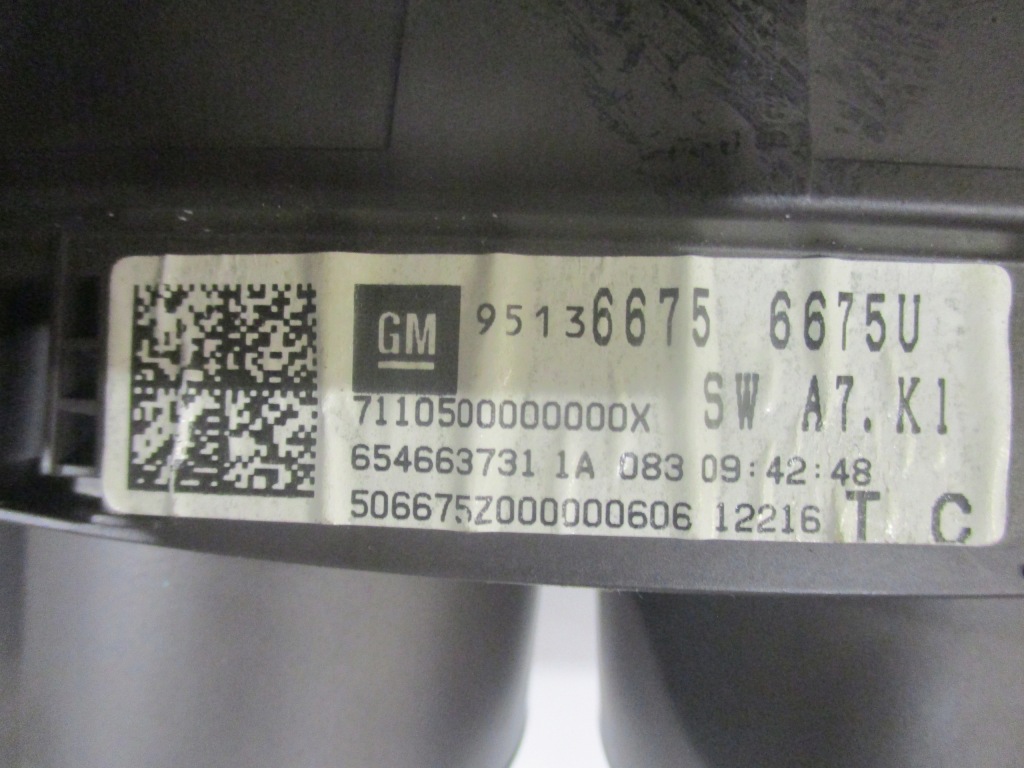 GM 95136675 6675U
7110500000000X SW A7.K1
654663731 1A 083 09:42:48
506675Z000000606 12216 T C